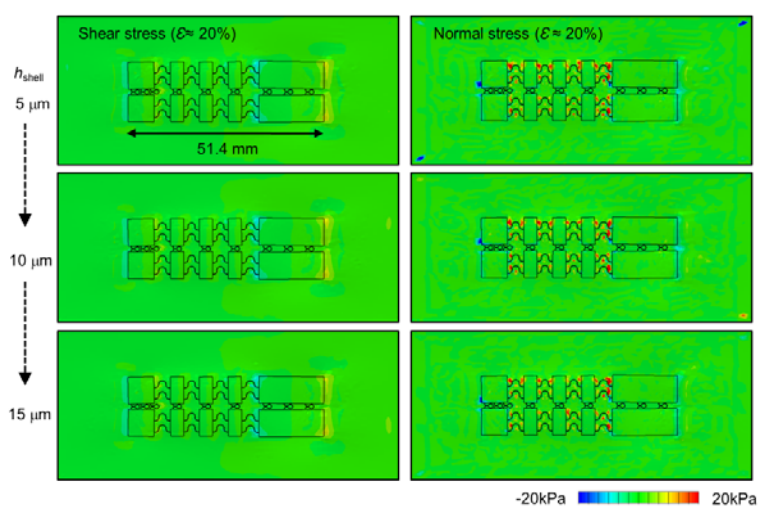 Shear stress (ε≈ 20%)
Normal stress (ε≈ 20%)
hshell
5 μm
51.4 mm
10 μm
15 μm
-20kPa
20kPa